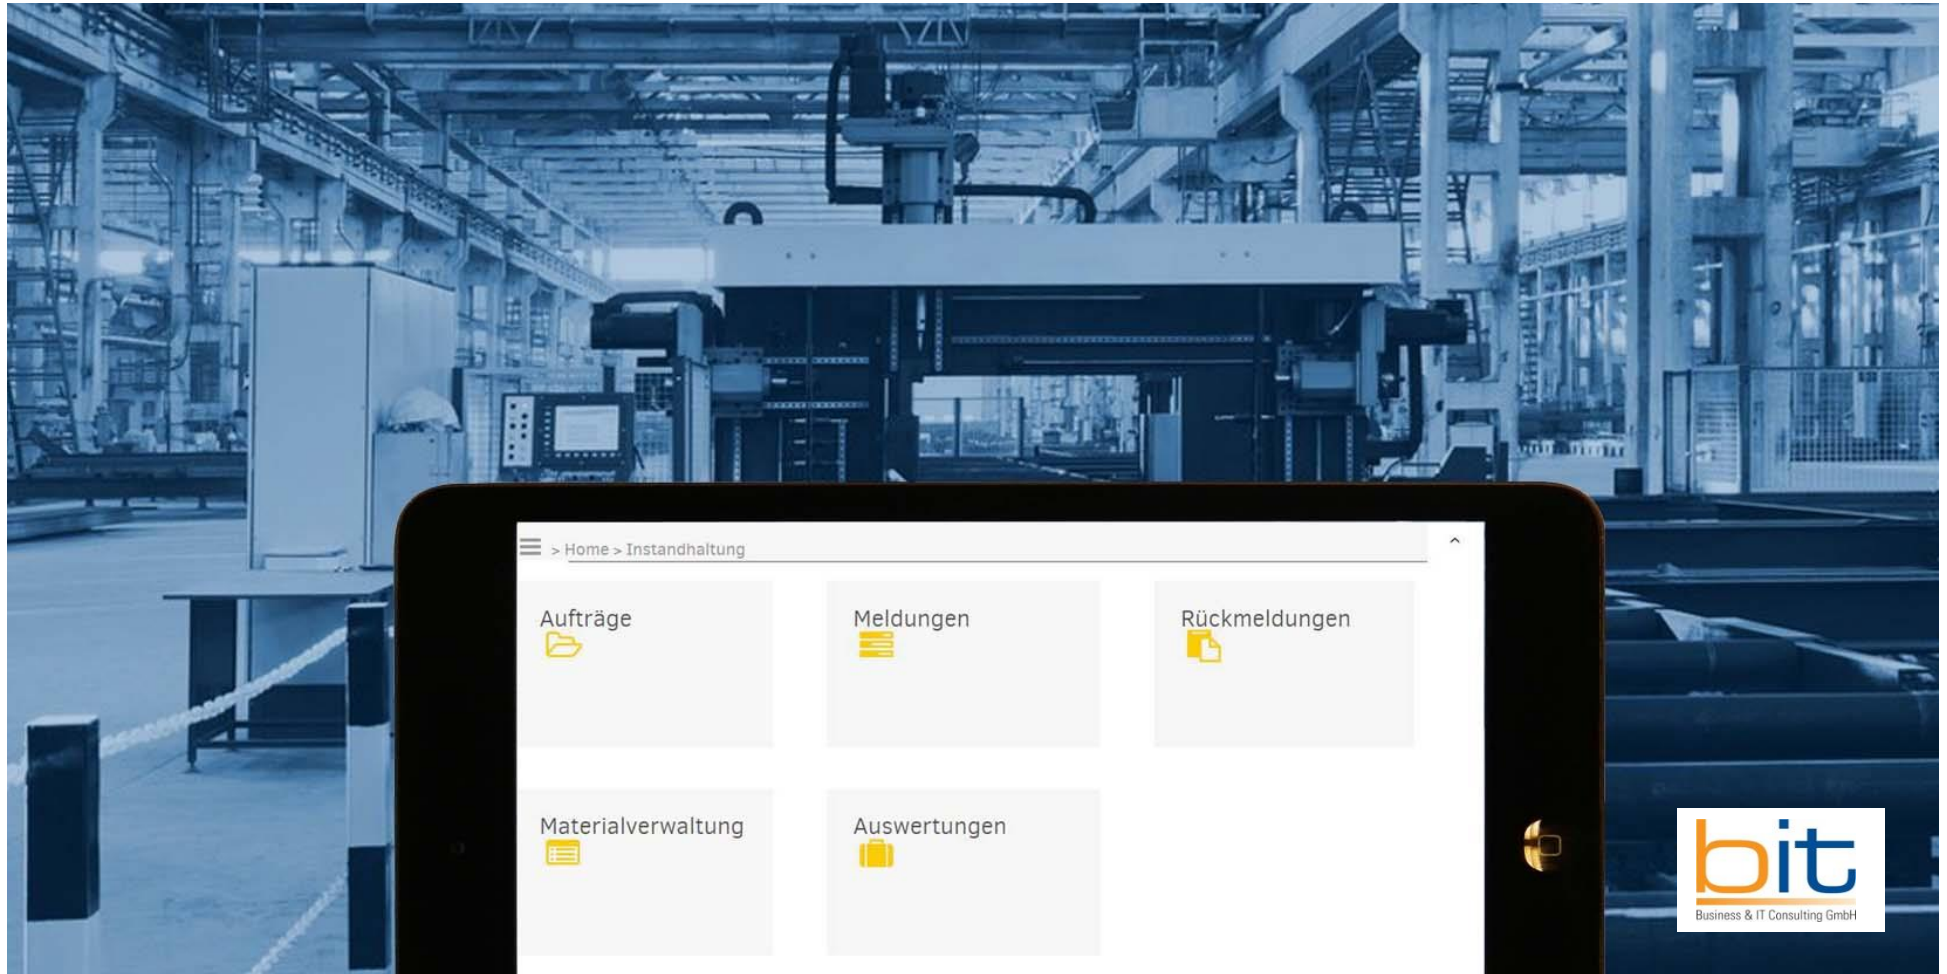 > Home > Instandhaltung
Aufträge
Meldungen
Rückmeldungen
Materialverwaltung
Auswertungen
bit
Business & IT Consulting GmbH